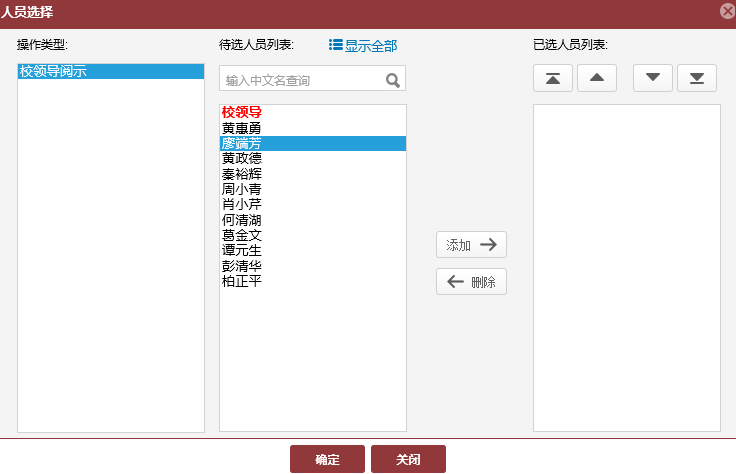 人员选择
操作类型:
待选人员列表:
显示全部
已选人员列表:
校领导阅示
输入中文名查询
校领导
黄惠勇
廖端芳
黄政德
秦裕辉
周小青
肖小芹
何清湖
葛金文
谭元生
彭清华
柏正平
添加
删除
确定
关闭